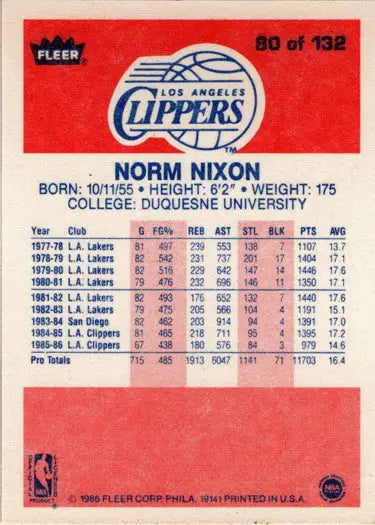 FLEER®
80 of 132
LOS ANGELES
CLIPPERS
TM
NORM NIXON
BORN: 10/11/55 • HEIGHT: 6'2" • WEIGHT: 175
COLLEGE: DUQUESNE UNIVERSITY
Year Club G FG% REB AST STL BLK PTS AVG
1977-78 L.A. Lakers 81 497 239 553 138 7 1107 13.7
1978-79 L.A. Lakers 82 542 231 737 201 17 1404 17.1
1979-80 L.A. Lakers 82 516 229 642 147 14 1446 17.6
1980-81 L.A. Lakers 79 476 232 696 146 11 1350 17.1
1981-82 L.A. Lakers 82 493 176 652 132 7 1440 17.6
1982-83 L.A. Lakers 79 475 205 566 104 4 1191 15.1
1983-84 San Diego 82 462 203 914 94 4 1391 17.0
1984-85 L.A. Clippers 81 465 218 711 95 4 1395 17.2
1985-86 L.A. Clippers 67 438 180 576 84 3 979 14.6
Pro Totals 715 485 1913 6047 1141 71 11703 16.4
OFFICIAL LICENSED
PRODUCT
NBA
© 1986 FLEER CORP. PHILA. 19141 PRINTED IN U.S.A.